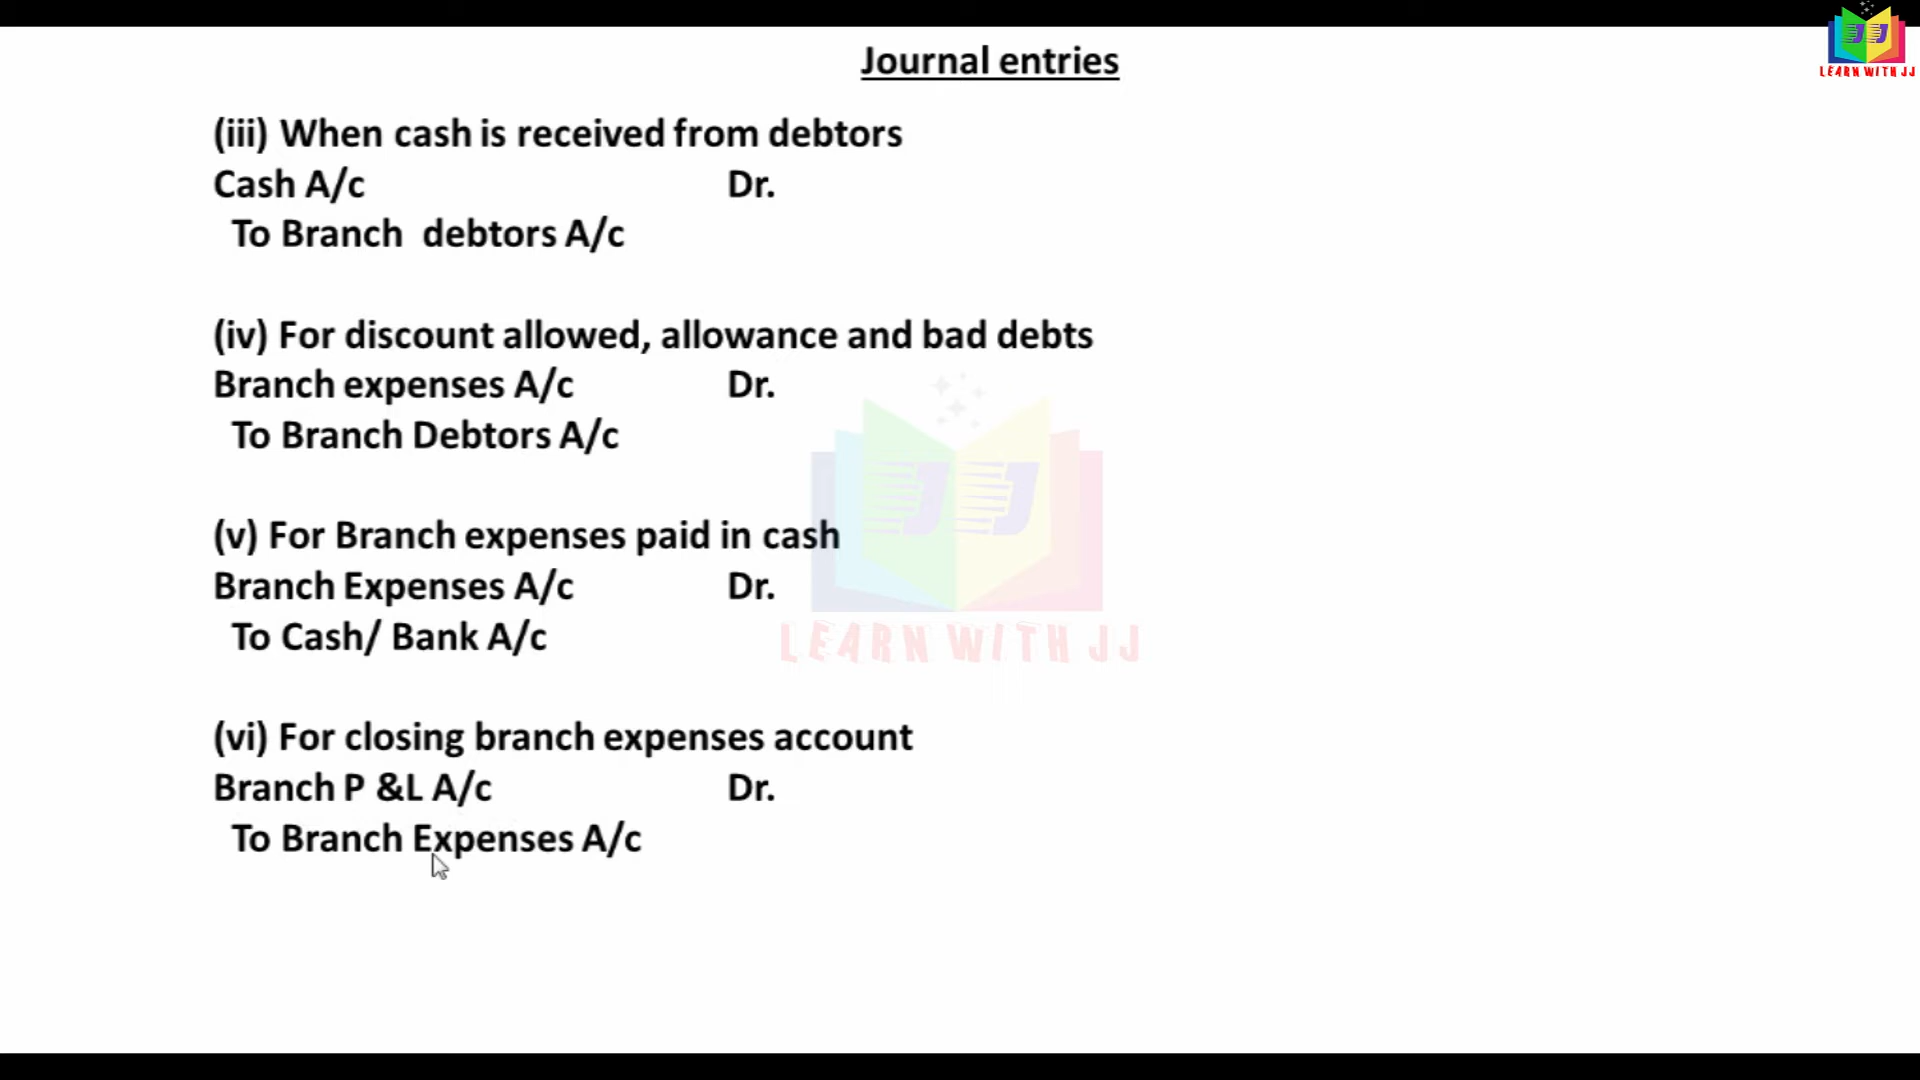 Journal entries
LEARN WITH JJ
(iii) When cash is received from debtors
Cash A/c Dr.
To Branch debtors A/c
(iv) For discount allowed, allowance and bad debts
Branch expenses A/c Dr.
To Branch Debtors A/c
(v) For Branch expenses paid in cash
Branch Expenses A/c Dr.
To Cash/ Bank A/c
LEARN WITH JJ
(vi) For closing branch expenses account
Branch P &L A/c Dr.
To Branch Expenses A/c